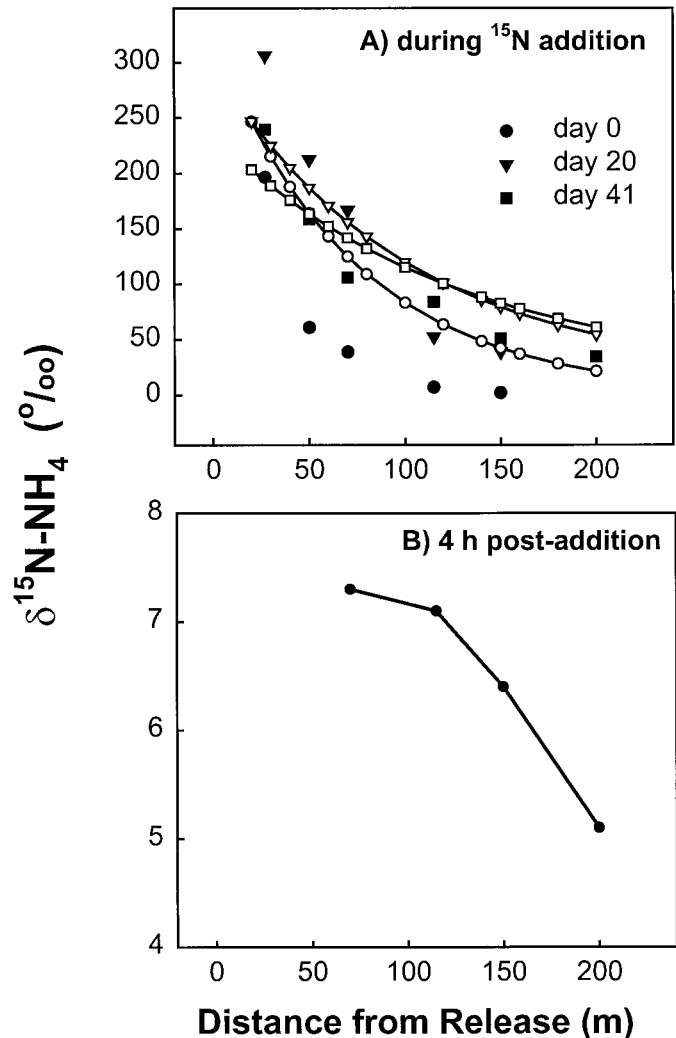 A) during ¹⁵N addition
300
250
200
150
100
50
0
day 0
day 20
day 41
0 50 100 150 200
δ¹⁵N-NH₄ (°/oo)
B) 4 h post-addition
8
7
6
5
4
0 50 100 150 200
Distance from Release (m)